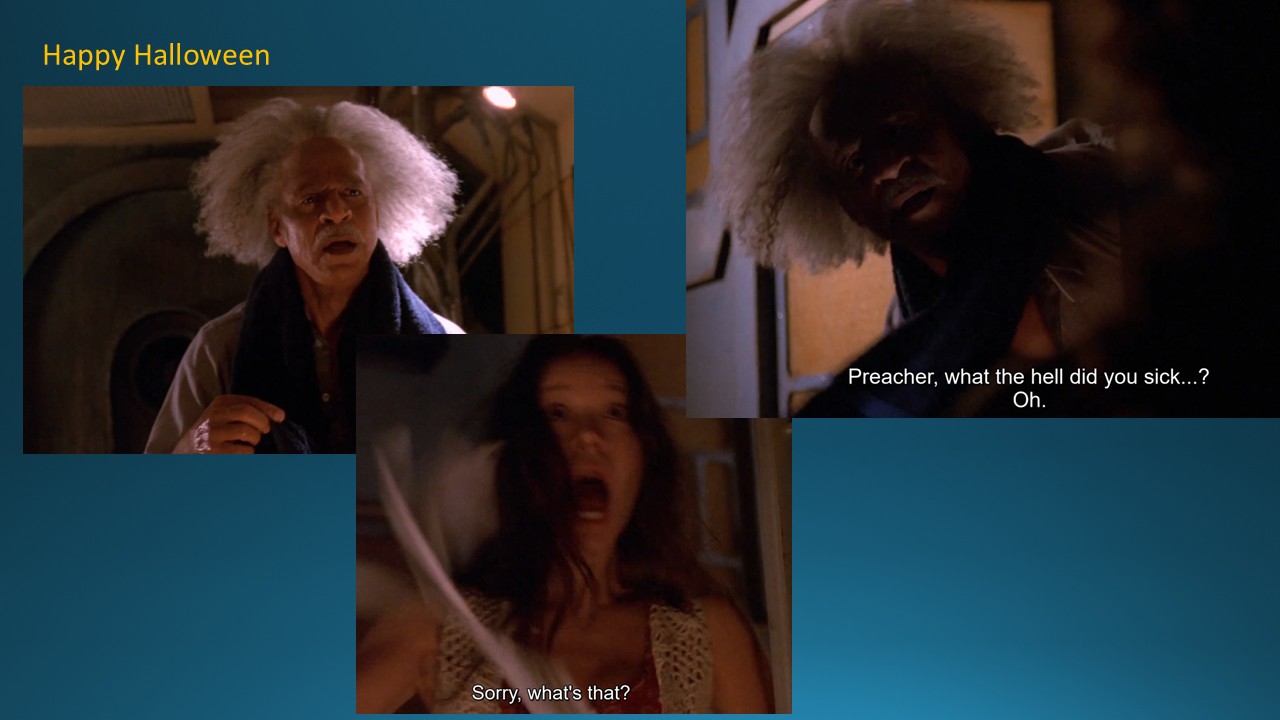 Happy Halloween
Preacher, what the hell did you sick...?
Oh.
Sorry, what's that?